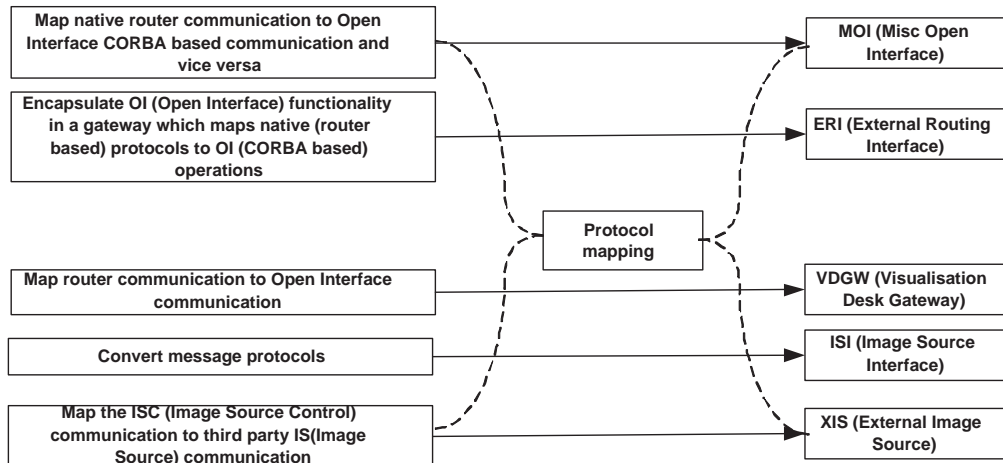 Map native router communication to Open
Interface CORBA based communication and
vice versa
MOI (Misc Open
Interface)
Encapsulate OI (Open Interface) functionality
in a gateway which maps native (router
based) protocols to OI (CORBA based)
operations
ERI (External Routing
Interface)
Protocol
mapping
Map router communication to Open Interface
communication
VDGW (Visualisation
Desk Gateway)
Convert message protocols
ISI (Image Source
Interface)
Map the ISC (Image Source Control)
communication to third party IS(Image
Source) communication
XIS (External Image
Source)